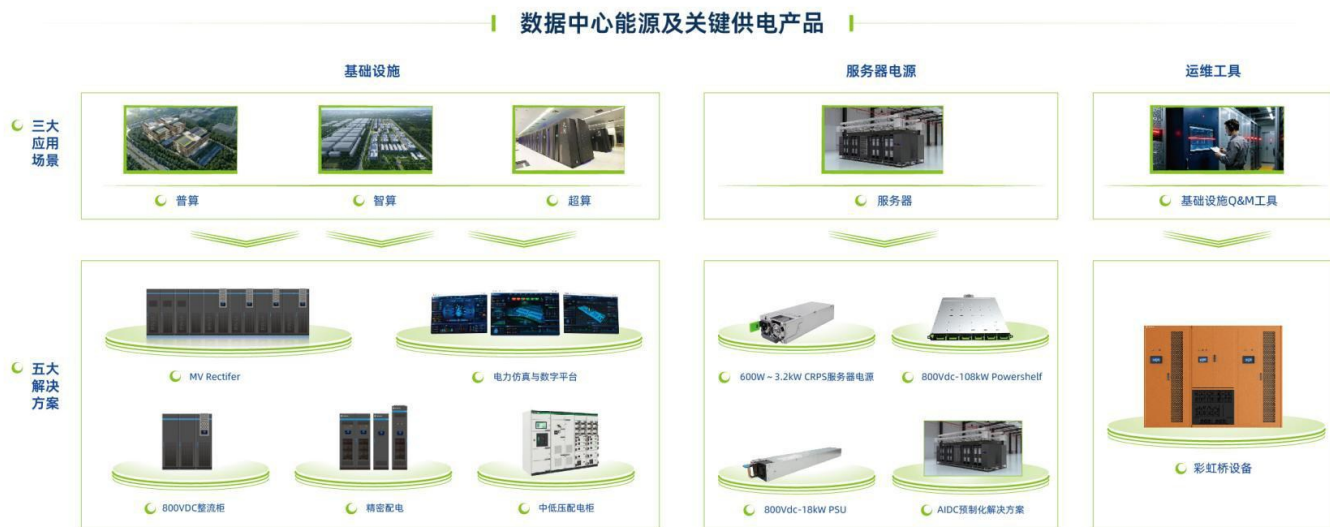 数据中心能源及关键供电产品
基础设施
服务器电源
运维工具
三大
应用
场景
普算
智算
超算
服务器
基础设施Q&M工具
五大
解决
方案
MV Rectifer
电力仿真与数字平台
600W ~ 3.2kW CRPS服务器电源
800Vdc-108kW Powershelf
800VDC整流柜
精密配电
中低压配电柜
800Vdc-18kW PSU
AIDC预制化解决方案
彩虹桥设备